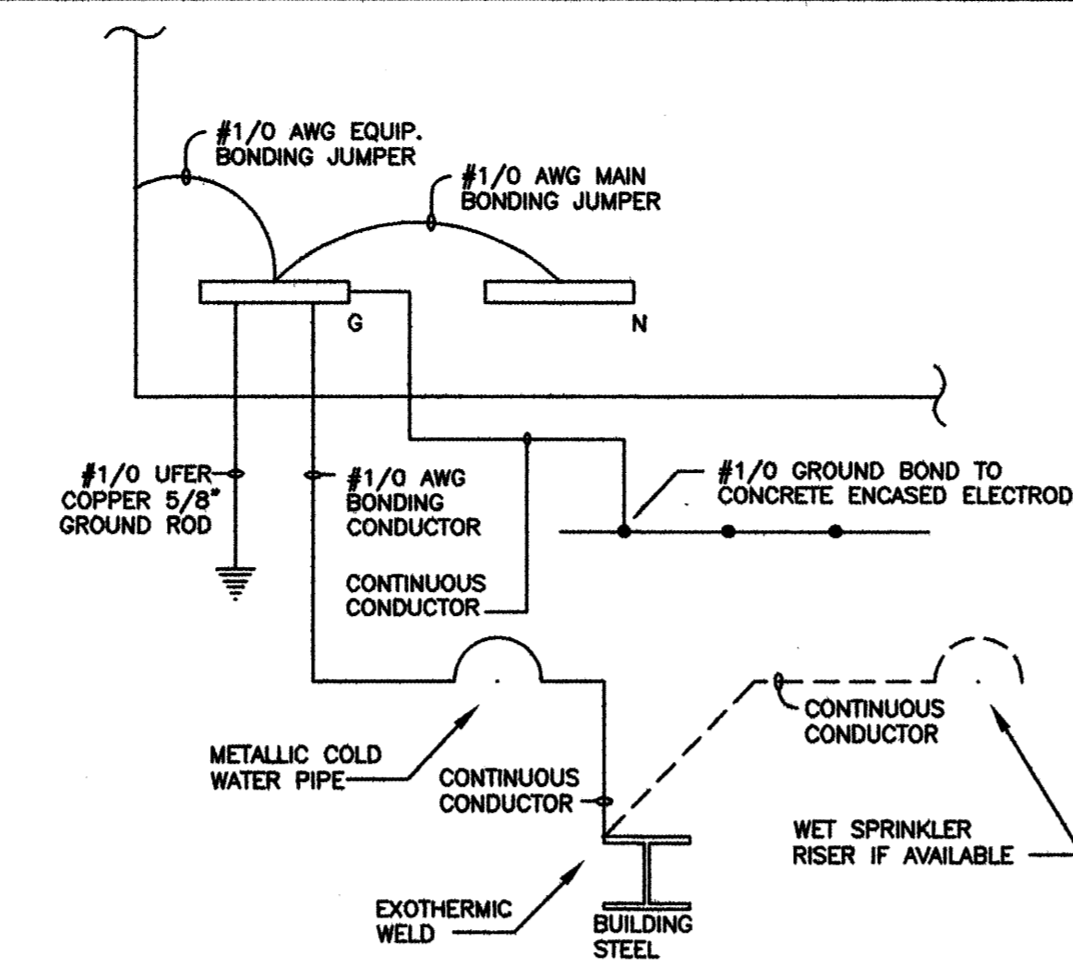 #1/0 AWG EQUIP.
BONDING JUMPER
#1/0 AWG MAIN
BONDING JUMPER
G
N
#1/0 UFER
COPPER 5/8"
GROUND ROD
#1/0 AWG
BONDING
CONDUCTOR
#1/0 GROUND BOND TO
CONCRETE ENCASED ELECTROD
CONTINUOUS
CONDUCTOR
METALLIC COLD
WATER PIPE
CONTINUOUS
CONDUCTOR
CONTINUOUS
CONDUCTOR
WET SPRINKLER
RISER IF AVAILABLE
EXOTHERMIC
WELD
BUILDING
STEEL